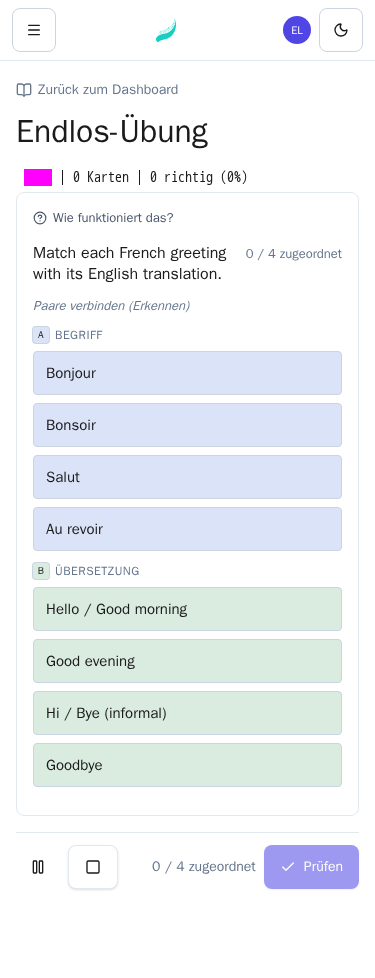 EL
Zurück zum Dashboard
Endlos-Übung
| 0 Karten | 0 richtig (0%)
Wie funktioniert das?
Match each French greeting with its English translation.
0 / 4 zugeordnet
Paare verbinden (Erkennen)
A BEGRIFF
Bonjour
Bonsoir
Salut
Au revoir
B ÜBERSETZUNG
Hello / Good morning
Good evening
Hi / Bye (informal)
Goodbye
0 / 4 zugeordnet
Prüfen